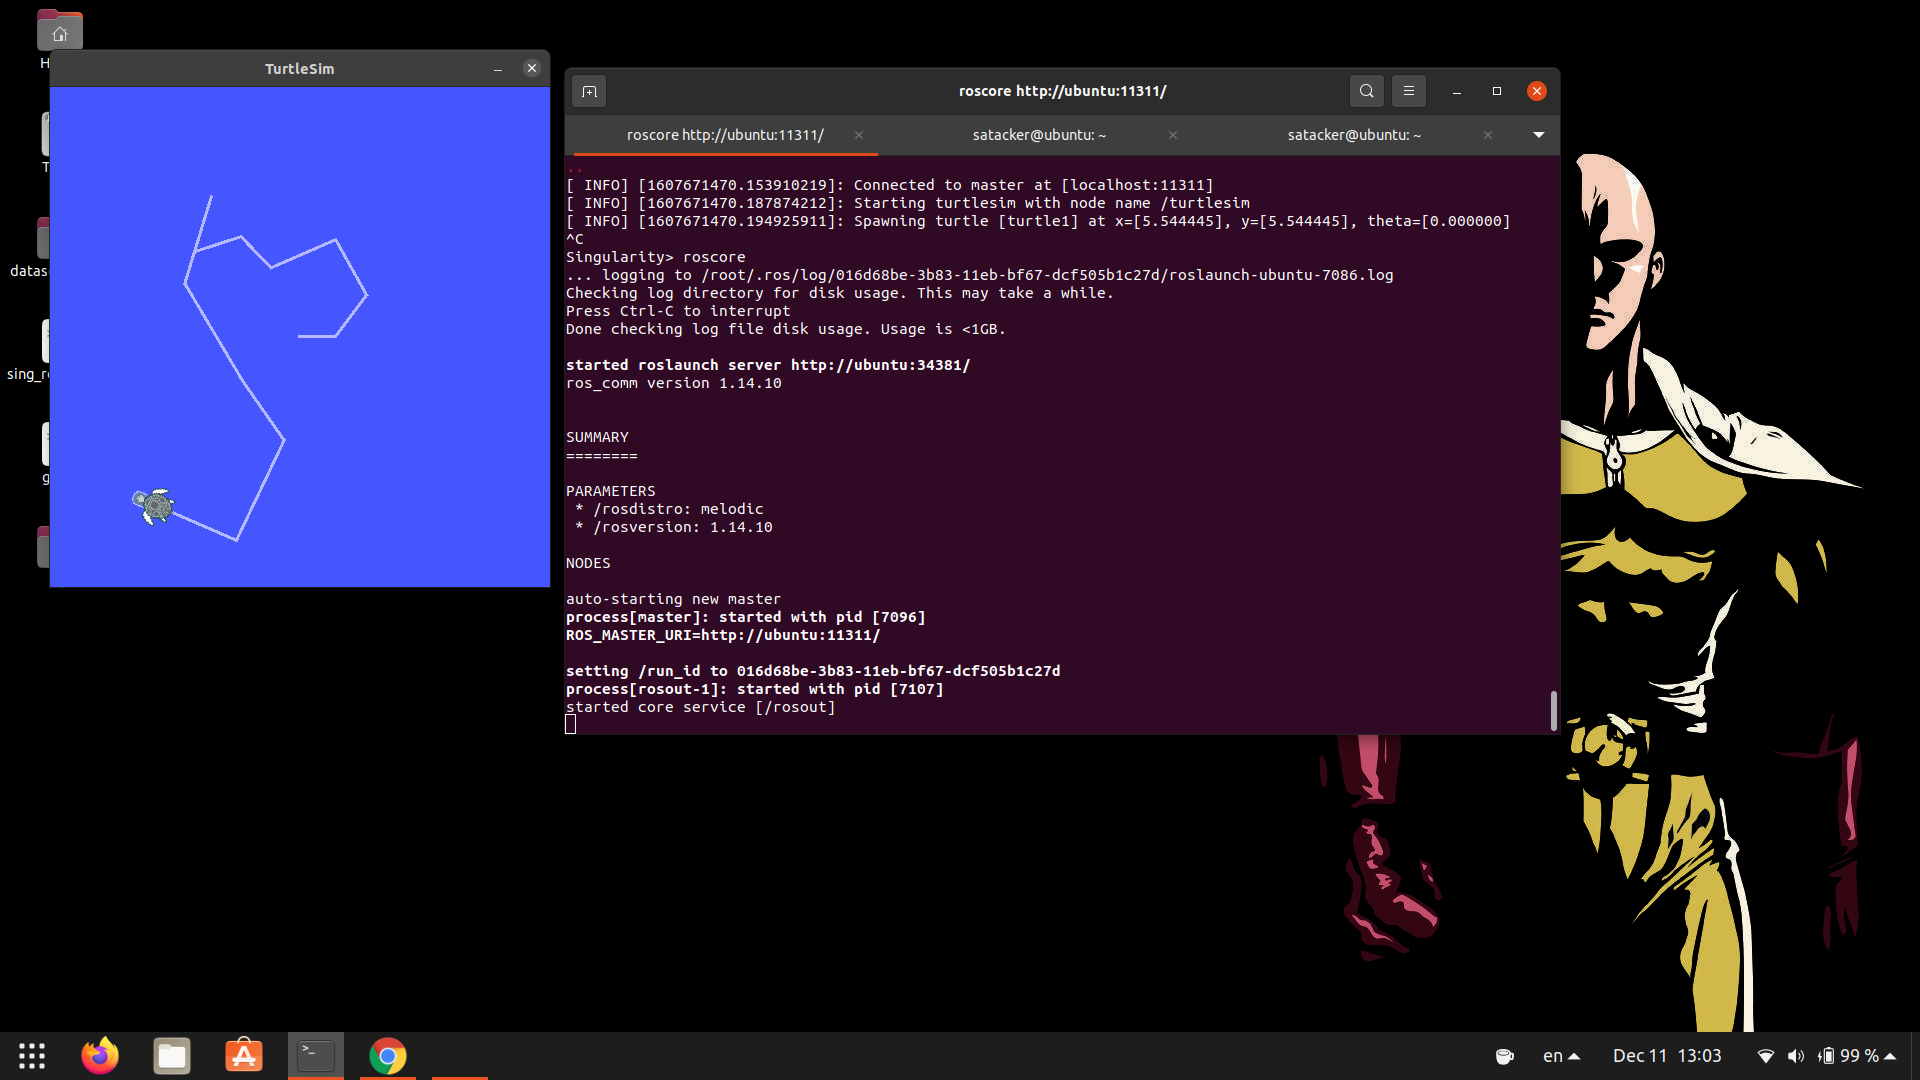 H
T
datas
sing_r
g
TurtleSim
roscore http://ubuntu:11311/
roscore http://ubuntu:11311/
satacker@ubuntu: ~
satacker@ubuntu: ~
..
[ INFO] [1607671470.153910219]: Connected to master at [localhost:11311]
[ INFO] [1607671470.187874212]: Starting turtlesim with node name /turtlesim
[ INFO] [1607671470.194925911]: Spawning turtle [turtle1] at x=[5.544445], y=[5.544445], theta=[0.000000]
^C
Singularity> roscore
... logging to /root/.ros/log/016d68be-3b83-11eb-bf67-dcf505b1c27d/roslaunch-ubuntu-7086.log
Checking log directory for disk usage. This may take a while.
Press Ctrl-C to interrupt
Done checking log file disk usage. Usage is <1GB.
started roslaunch server http://ubuntu:34381/
ros_comm version 1.14.10
SUMMARY
========
PARAMETERS
* /rosdistro: melodic
* /rosversion: 1.14.10
NODES
auto-starting new master
process[master]: started with pid [7096]
ROS_MASTER_URI=http://ubuntu:11311/
setting /run_id to 016d68be-3b83-11eb-bf67-dcf505b1c27d
process[rosout-1]: started with pid [7107]
started core service [/rosout]
en
Dec 11 13:03
99 %